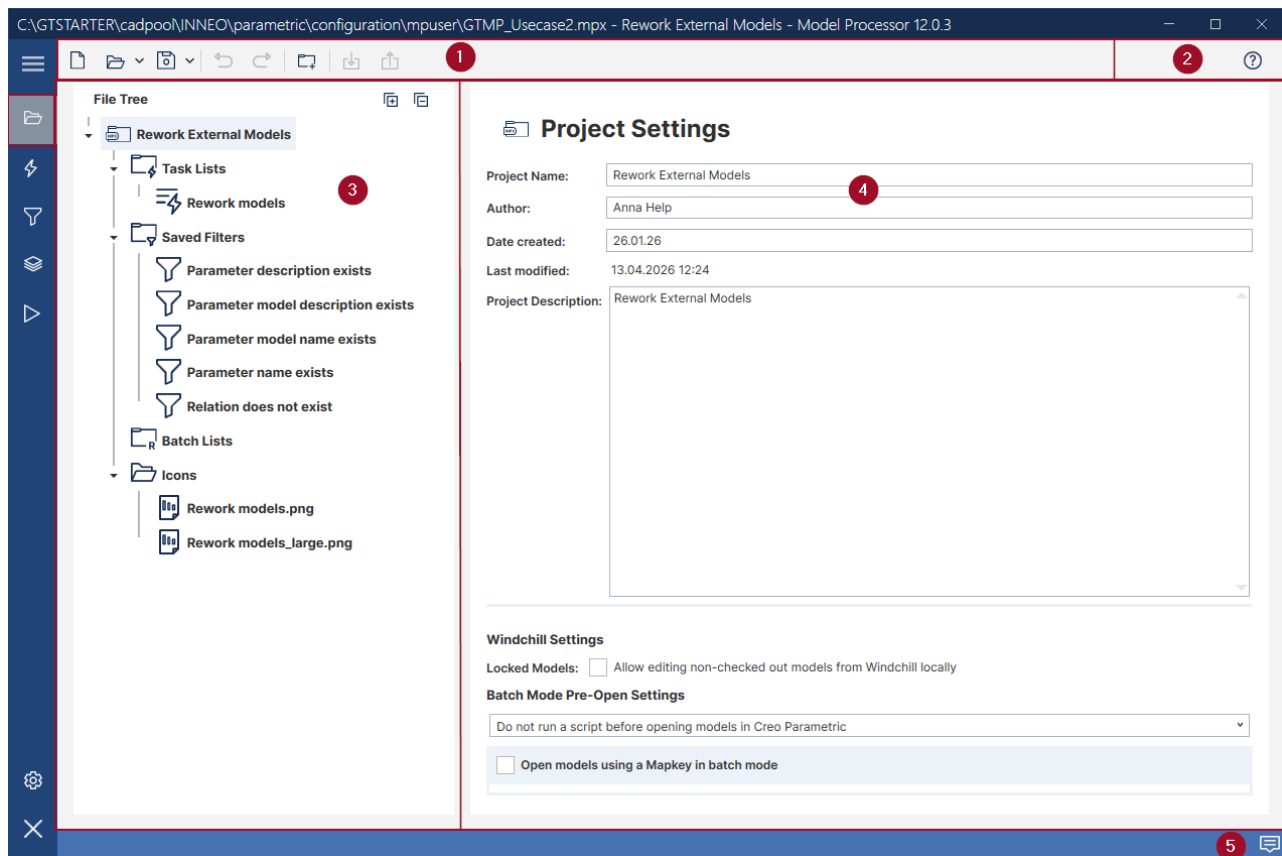 C:\GTSTARTER\cadpool\INNEO\parametric\configuration\mpuser\GTMP_Usecase2.mpx - Rework External Models - Model Processor 12.0.3
1
2
File Tree
Rework External Models
Task Lists
Rework models
3
Saved Filters
Parameter description exists
Parameter model description exists
Parameter model name exists
Parameter name exists
Relation does not exist
R Batch Lists
Icons
Rework models.png
Rework models_large.png
Project Settings
Project Name: Rework External Models
4
Author: Anna Help
Date created: 26.01.26
Last modified: 13.04.2026 12:24
Project Description: Rework External Models
Windchill Settings
Locked Models: Allow editing non-checked out models from Windchill locally
Batch Mode Pre-Open Settings
Do not run a script before opening models in Creo Parametric
Open models using a Mapkey in batch mode
5